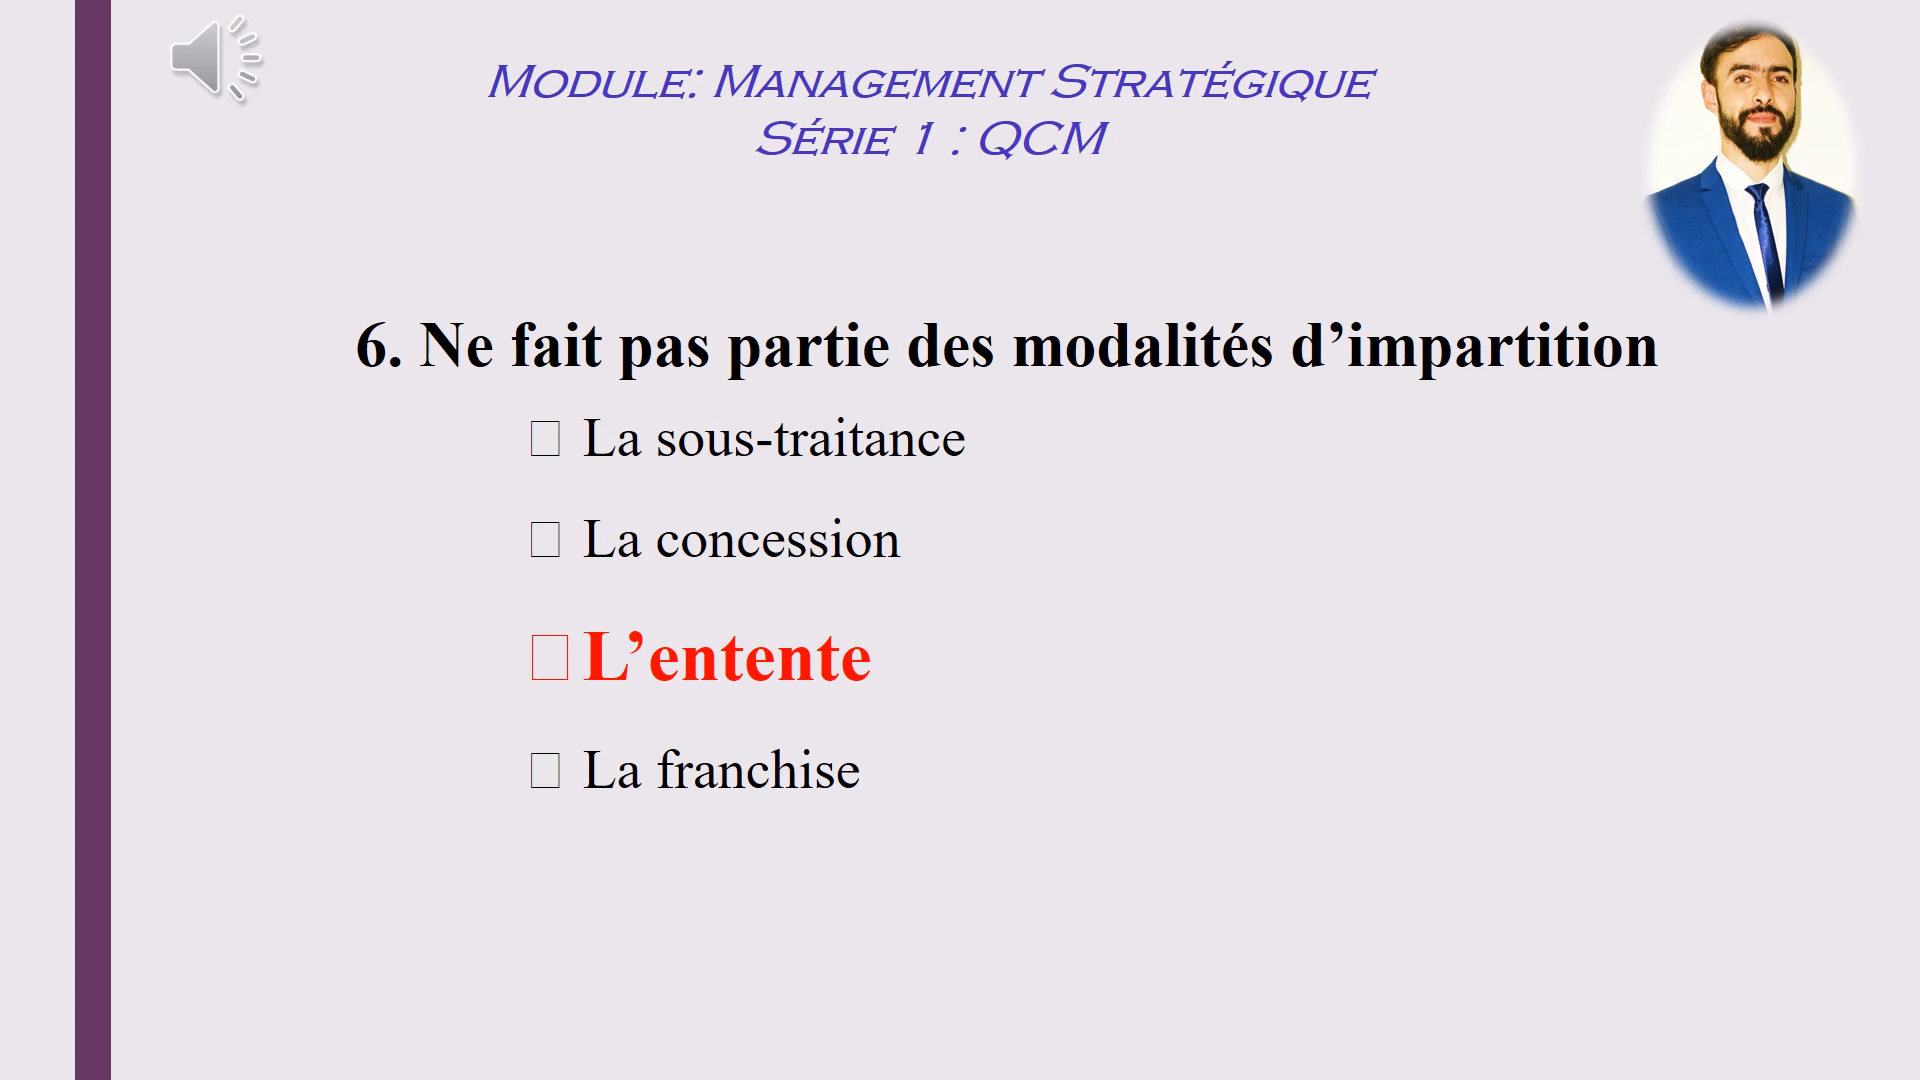 Module: Management Stratégique
Série 1 : QCM
6. Ne fait pas partie des modalités d’impartition
□ La sous-traitance
□ La concession
□ L’entente
□ La franchise